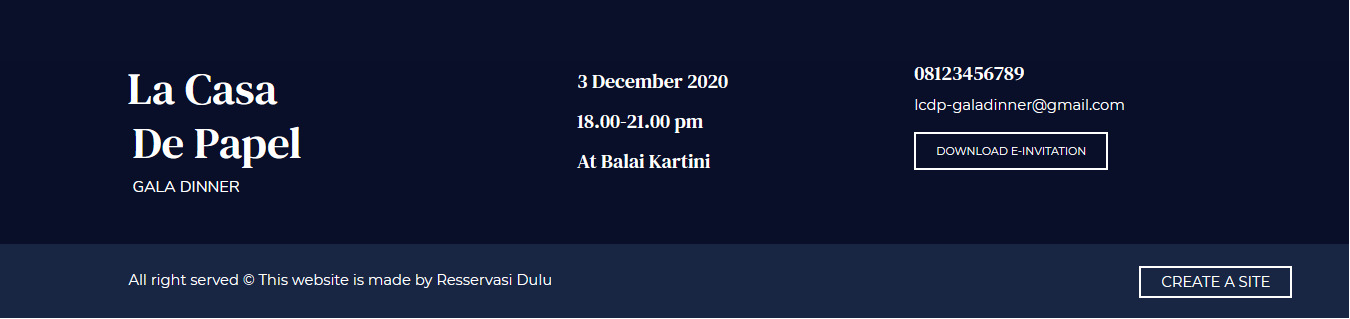 La Casa
De Papel
GALA DINNER
3 December 2020
18.00-21.00 pm
At Balai Kartini
08123456789
lcdp-galadinner@gmail.com
DOWNLOAD E-INVITATION
All right served © This website is made by Resservasi Dulu
CREATE A SITE